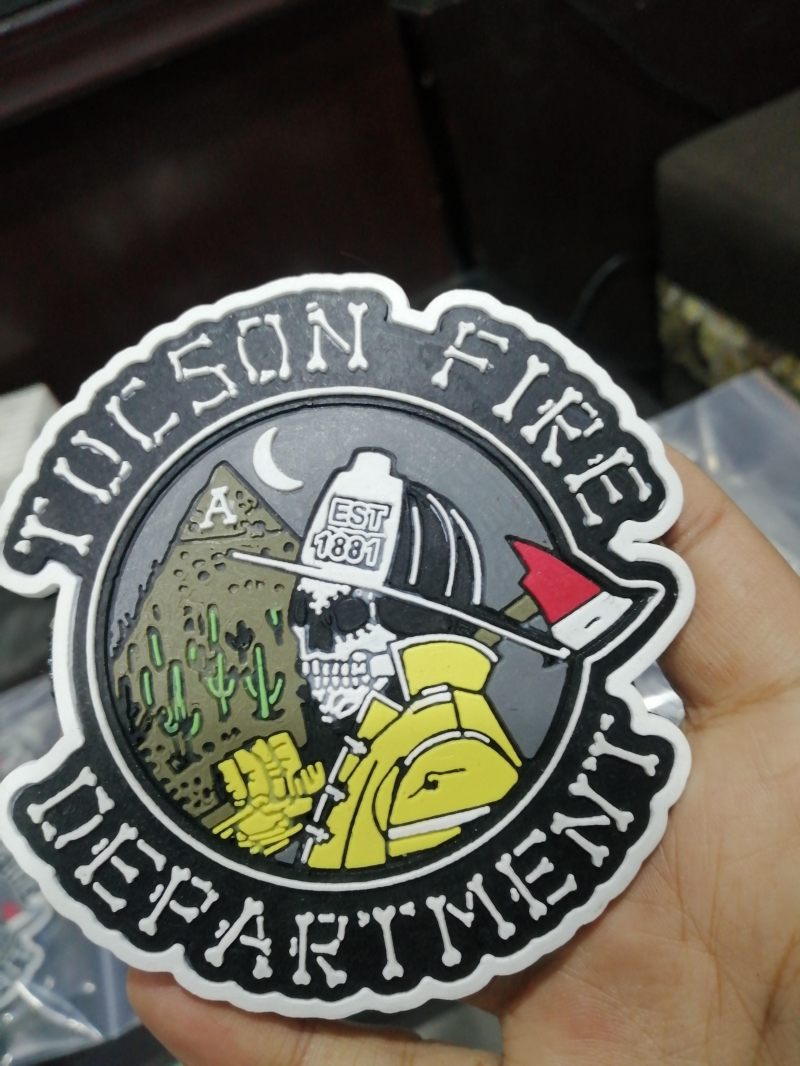 TUCSON FIRE
A
EST
1881
DEPARTMENT